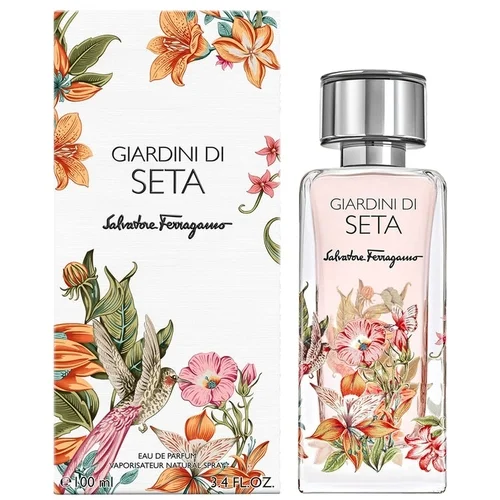 GIARDINI DI
SETA
Salvatore Ferragamo
EAU DE PARFUM
VAPORISATEUR NATURAL SPRAY
℮100 ml 3.4 FL.OZ.
GIARDINI DI
SETA
Salvatore Ferragamo